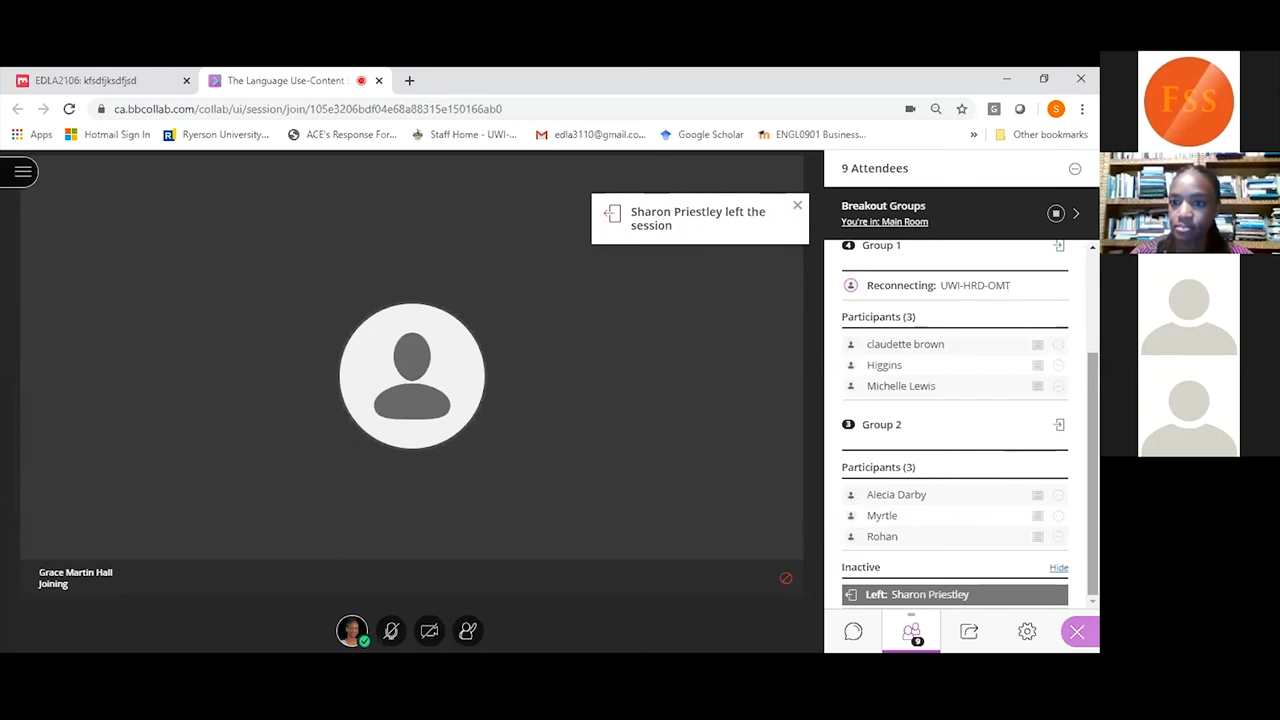 EDLA2106: kfsdfjksdfjsd
The Language Use-Content
ca.bbcollab.com/collab/ui/session/join/105e3206bdf04e68a88315e150166ab0
S
Apps
Hotmail Sign In
Ryerson University...
ACE's Response For...
Staff Home - UWI-...
edla3110@gmail.co...
Google Scholar
ENGL0901 Business...
»
Other bookmarks
FSS
9 Attendees
Sharon Priestley left the
session
Breakout Groups
You're in: Main Room
4 Group 1
Reconnecting: UWI-HRD-OMT
Participants (3)
claudette brown
Higgins
Michelle Lewis
3 Group 2
Participants (3)
Alecia Darby
Myrtle
Rohan
Inactive Hide
Left: Sharon Priestley
Grace Martin Hall
Joining
9